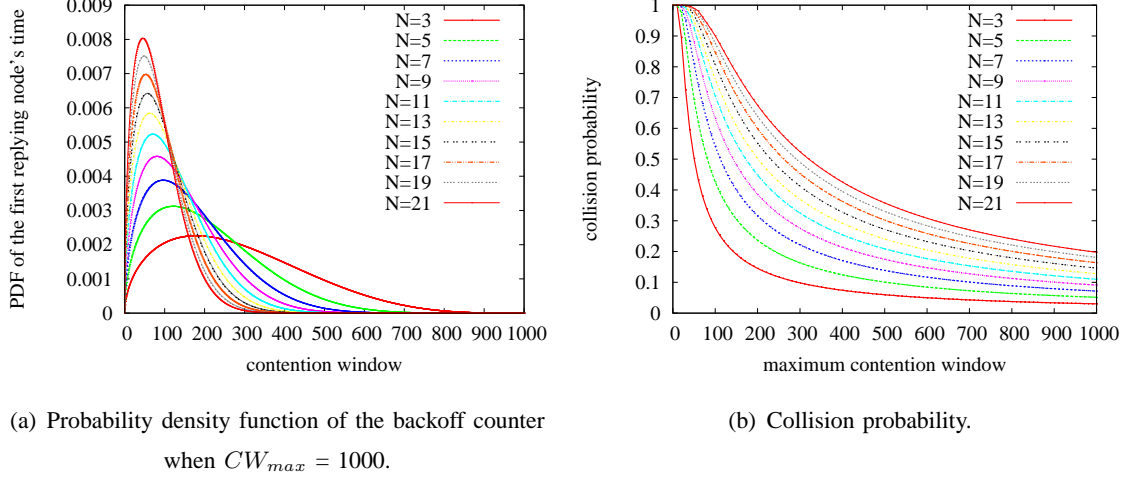 PDF of the first replying node's time
0.009
0.008
0.007
0.006
0.005
0.004
0.003
0.002
0.001
0
0 100 200 300 400 500 600 700 800 900 1000
contention window
N=3
N=5
N=7
N=9
N=11
N=13
N=15
N=17
N=19
N=21
(a) Probability density function of the backoff counter
when CWmax = 1000.
collision probability
1
0.9
0.8
0.7
0.6
0.5
0.4
0.3
0.2
0.1
0
0 100 200 300 400 500 600 700 800 900 1000
maximum contention window
N=3
N=5
N=7
N=9
N=11
N=13
N=15
N=17
N=19
N=21
(b) Collision probability.